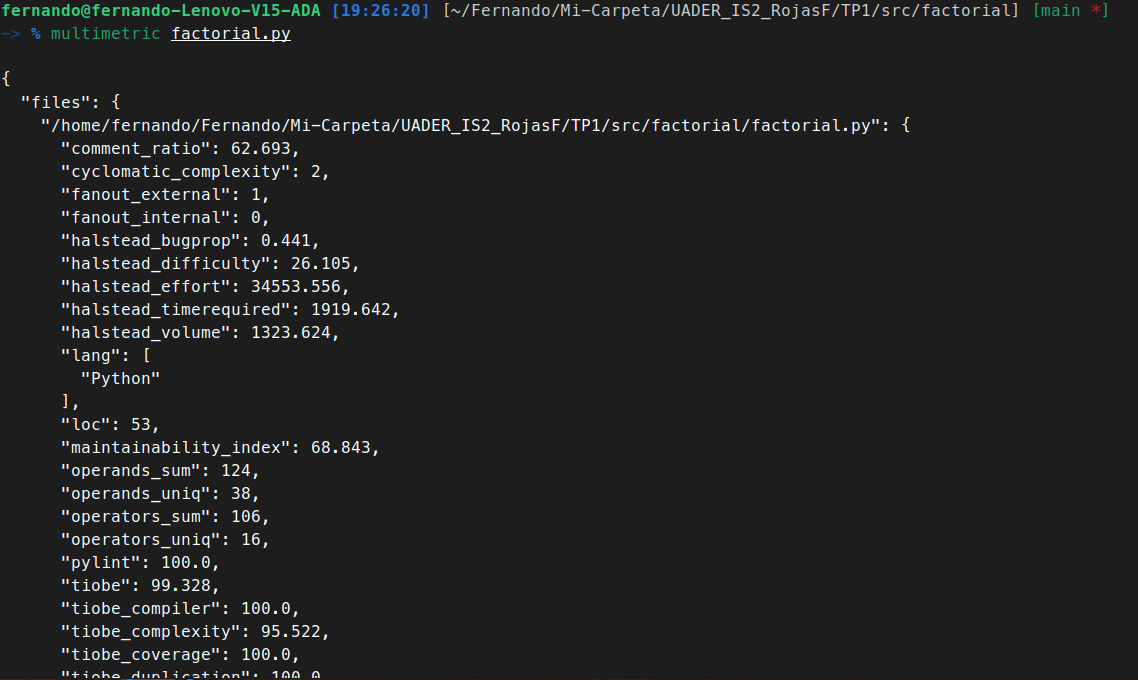 fernando@fernando-Lenovo-V15-ADA [19:26:20] [~/Fernando/Mi-Carpeta/UADER_IS2_RojasF/TP1/src/factorial] [main *]
-> % multimetric factorial.py
{
"files": {
"/home/fernando/Fernando/Mi-Carpeta/UADER_IS2_RojasF/TP1/src/factorial/factorial.py": {
"comment_ratio": 62.693,
"cyclomatic_complexity": 2,
"fanout_external": 1,
"fanout_internal": 0,
"halstead_bugprop": 0.441,
"halstead_difficulty": 26.105,
"halstead_effort": 34553.556,
"halstead_timerequired": 1919.642,
"halstead_volume": 1323.624,
"lang": [
"Python"
],
"loc": 53,
"maintainability_index": 68.843,
"operands_sum": 124,
"operands_uniq": 38,
"operators_sum": 106,
"operators_uniq": 16,
"pylint": 100.0,
"tiobe": 99.328,
"tiobe_compiler": 100.0,
"tiobe_complexity": 95.522,
"tiobe_coverage": 100.0,
"tiobe_duplication": 100.0